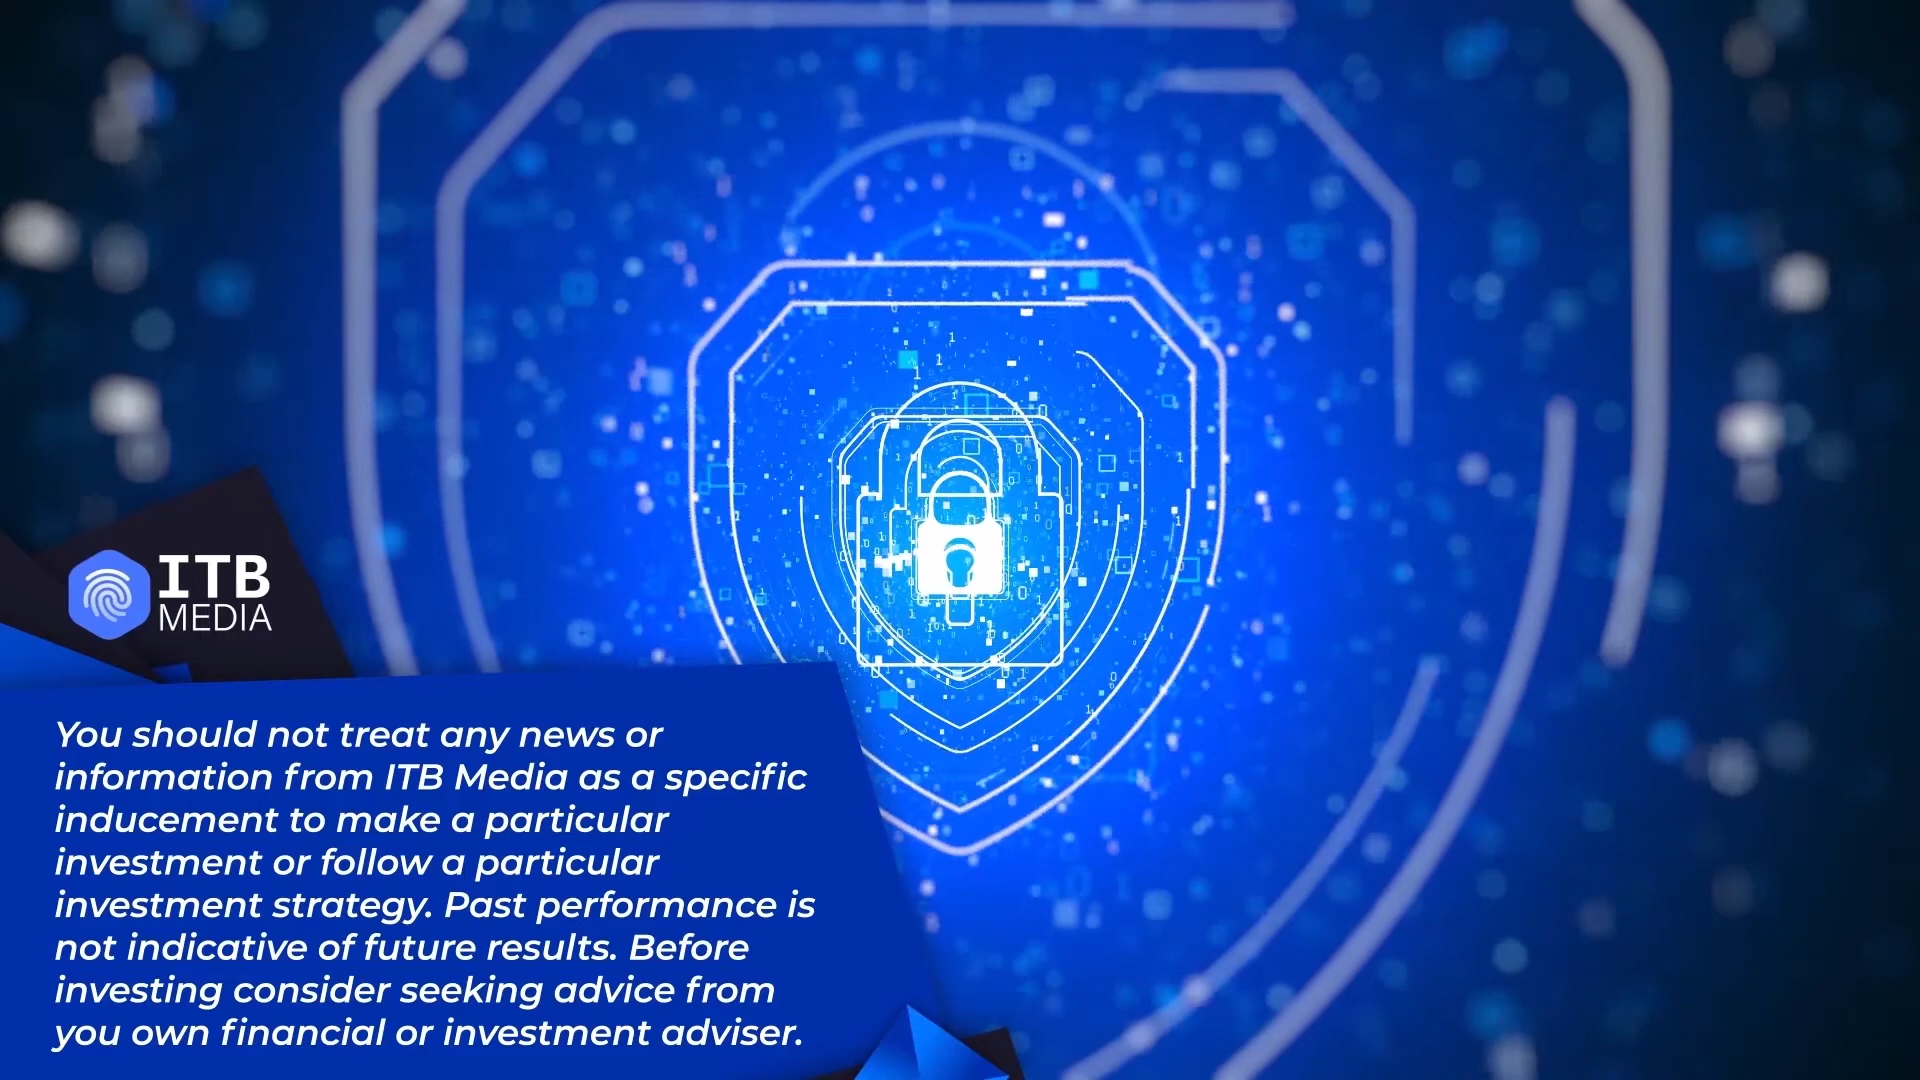 ITB
MEDIA
You should not treat any news or
information from ITB Media as a specific
inducement to make a particular
investment or follow a particular
investment strategy. Past performance is
not indicative of future results. Before
investing consider seeking advice from
you own financial or investment adviser.